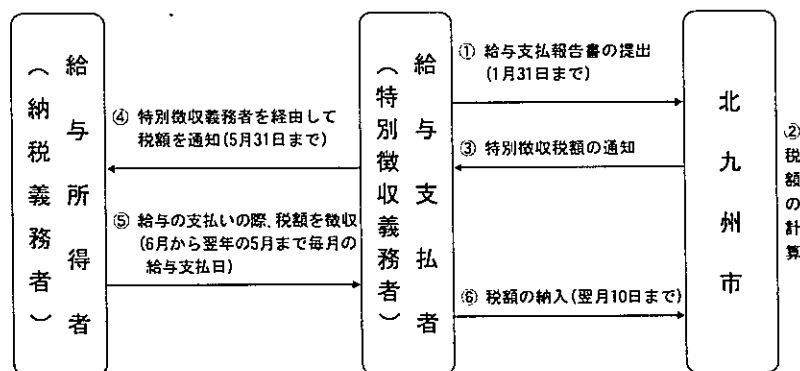 給与所得者
（納税義務者）
④ 特別徴収義務者を経由して
税額を通知(5月31日まで)
⑤ 給与の支払いの際、税額を徴収
(6月から翌年の5月まで毎月の
給与支払日)
給与支払者
（特別徴収義務者）
① 給与支払報告書の提出
(1月31日まで)
③ 特別徴収税額の通知
⑥ 税額の納入(翌月10日まで)
北九州市
②税額の計算